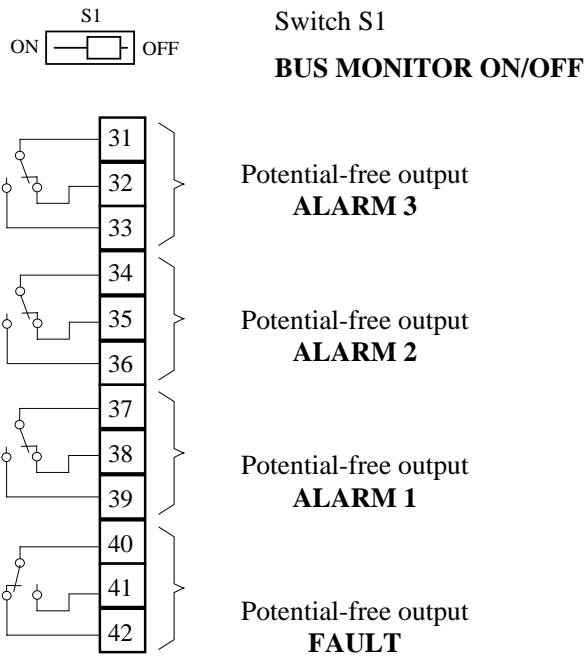 S1
ON OFF
Switch S1
BUS MONITOR ON/OFF
31
32
33
Potential-free output
ALARM 3
34
35
36
Potential-free output
ALARM 2
37
38
39
Potential-free output
ALARM 1
40
41
42
Potential-free output
FAULT